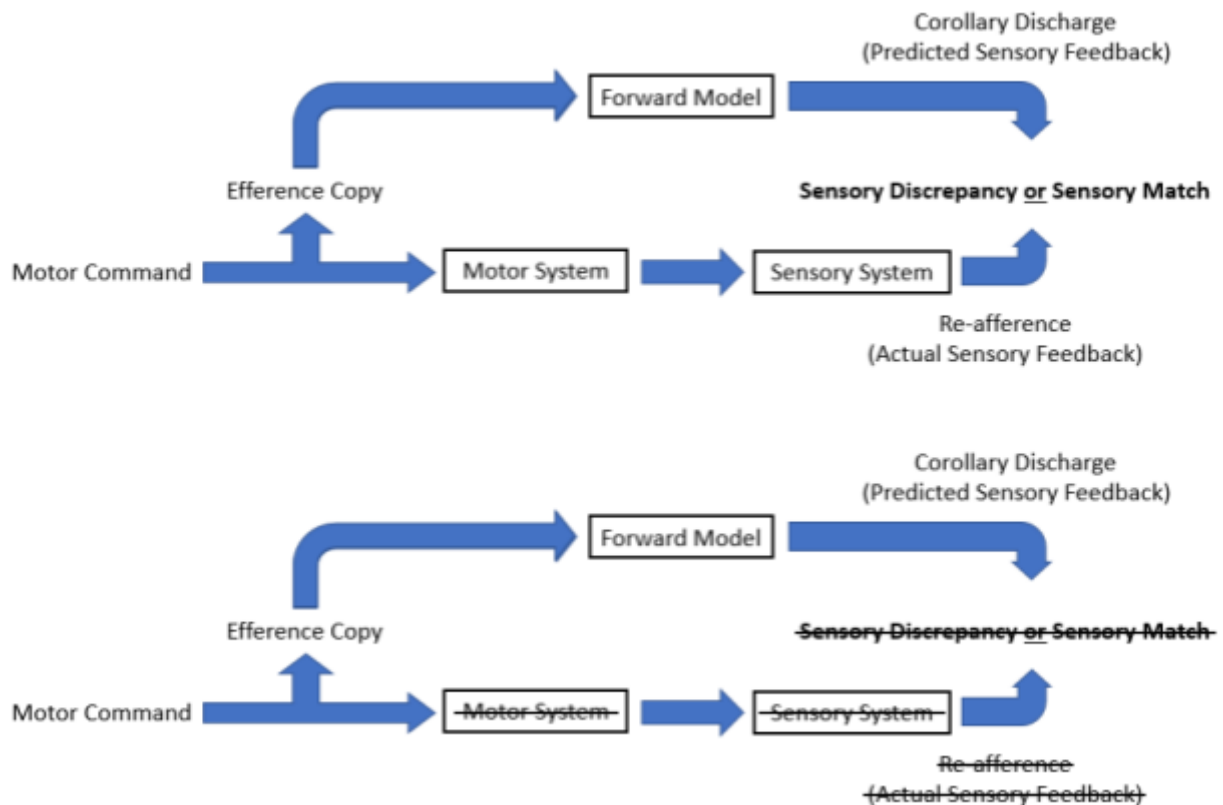 Corollary Discharge
(Predicted Sensory Feedback)
Forward Model
Efference Copy
Sensory Discrepancy or Sensory Match
Motor Command
Motor System
Sensory System
Re-afference
(Actual Sensory Feedback)
Corollary Discharge
(Predicted Sensory Feedback)
Forward Model
Efference Copy
Sensory Discrepancy or Sensory Match
Motor Command
Motor System
Sensory System
Re-afference
(Actual Sensory Feedback)